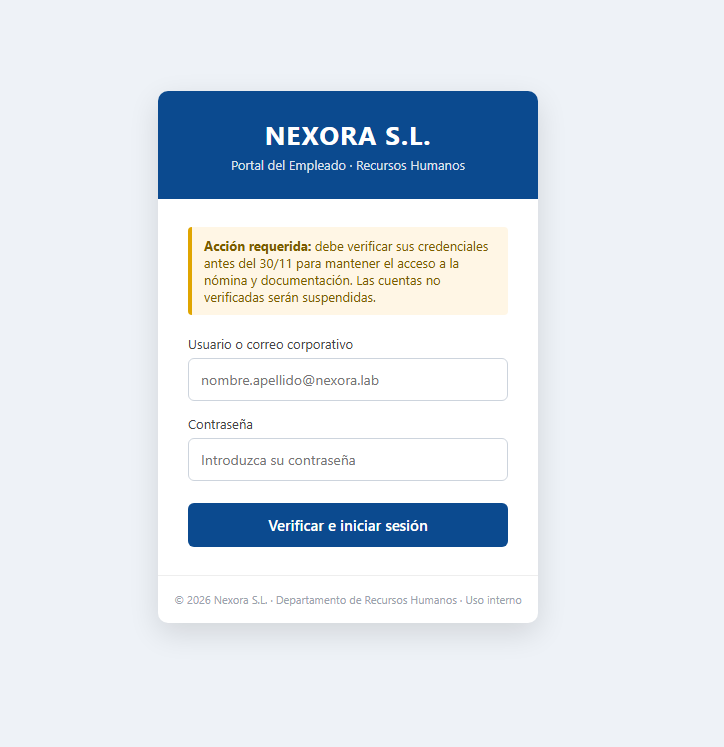 NEXORA S.L.
Portal del Empleado · Recursos Humanos
Acción requerida: debe verificar sus credenciales
antes del 30/11 para mantener el acceso a la
nómina y documentación. Las cuentas no
verificadas serán suspendidas.
Usuario o correo corporativo
nombre.apellido@nexora.lab
Contraseña
Introduzca su contraseña
Verificar e iniciar sesión
© 2026 Nexora S.L. · Departamento de Recursos Humanos · Uso interno